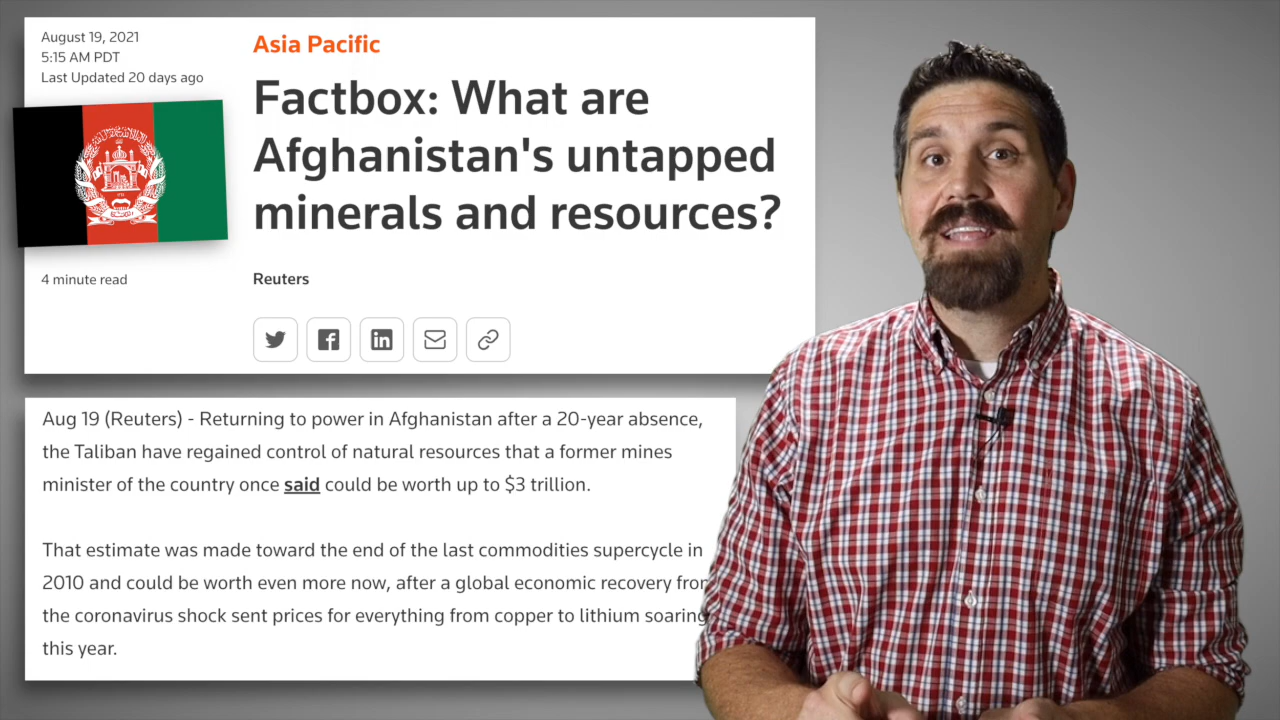 August 19, 2021
5:15 AM PDT
Last Updated 20 days ago
Asia Pacific
Factbox: What are
Afghanistan's untapped
minerals and resources?
4 minute read
Reuters
Aug 19 (Reuters) - Returning to power in Afghanistan after a 20-year absence,
the Taliban have regained control of natural resources that a former mines
minister of the country once said could be worth up to $3 trillion.
That estimate was made toward the end of the last commodities supercycle in
2010 and could be worth even more now, after a global economic recovery from
the coronavirus shock sent prices for everything from copper to lithium soaring
this year.